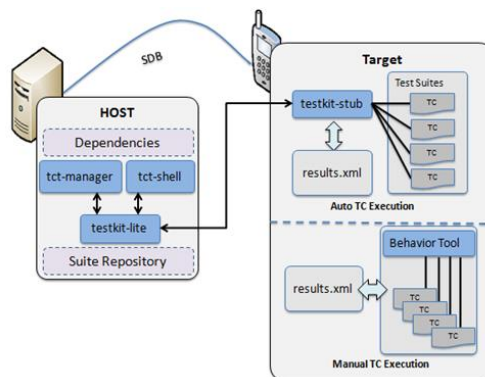 SDB
HOST
Dependencies
tct-manager
tct-shell
testkit-lite
Suite Repository
Target
testkit-stub
Test Suites
TC
TC
TC
TC
results.xml
Auto TC Execution
Behavior Tool
results.xml
TC
TC
TC
TC
Manual TC Execution